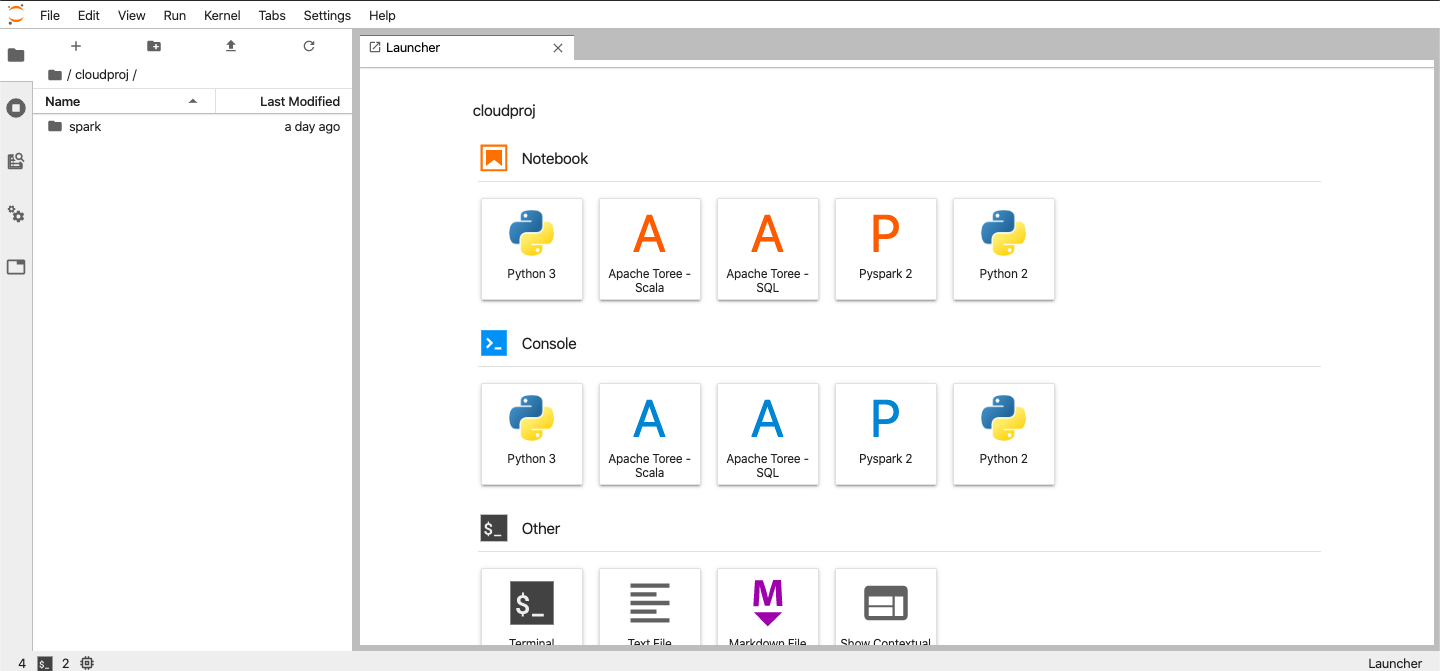 File Edit View Run Kernel Tabs Settings Help
/ cloudproj /
Name Last Modified
spark a day ago
Launcher
cloudproj
Notebook
Python 3
Apache Toree -
Scala
Apache Toree -
SQL
Pyspark 2
Python 2
Console
Python 3
Apache Toree -
Scala
Apache Toree -
SQL
Pyspark 2
Python 2
$_ Other
$_
Terminal
Text File
M
Markdown File
Show Contextual
4 $_ 2
Launcher